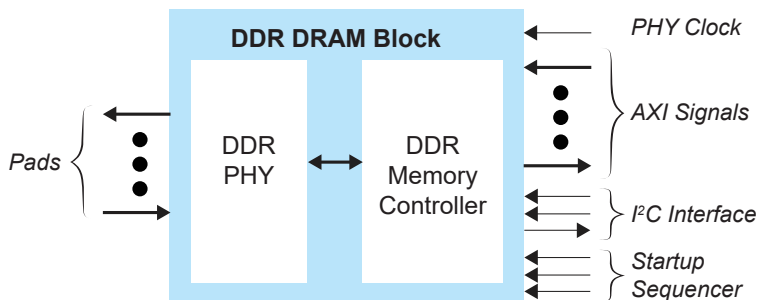 DDR DRAM Block
PHY Clock
AXI Signals
Pads
DDR
PHY
DDR
Memory
Controller
I²C Interface
Startup
Sequencer